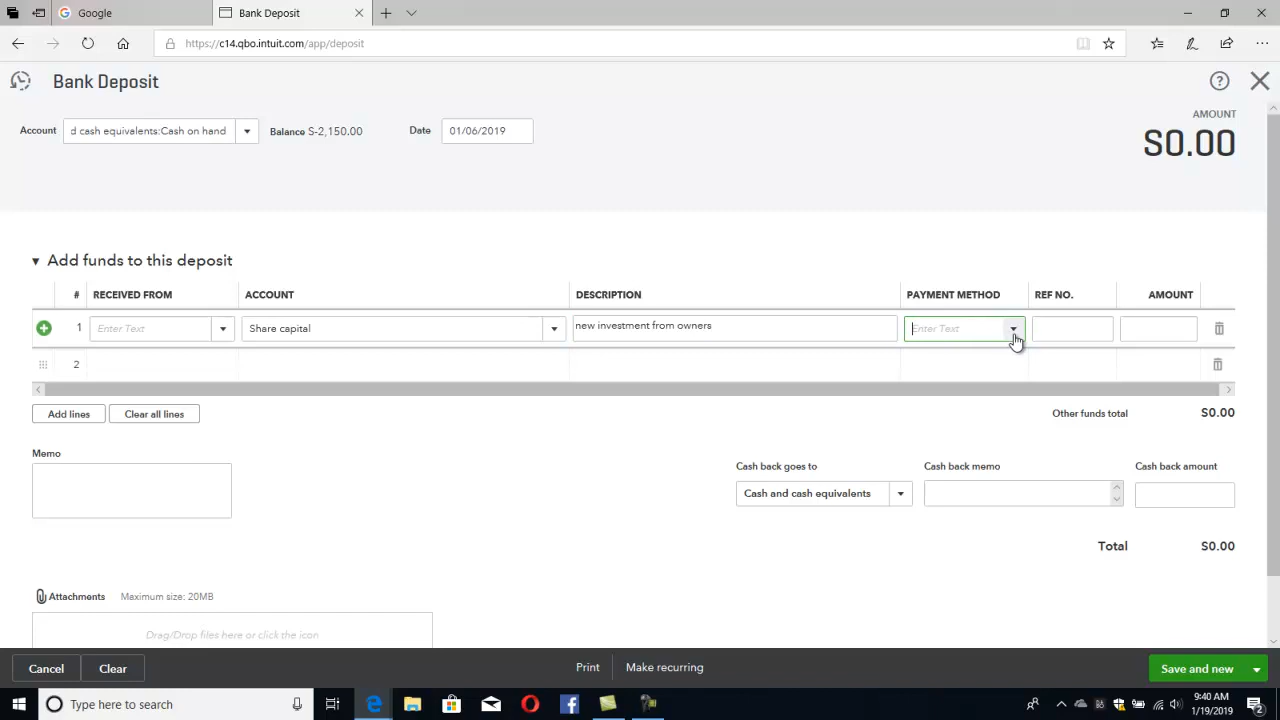 Google
Bank Deposit
https://c14.qbo.intuit.com/app/deposit
Bank Deposit
AMOUNT
Account
d cash equivalents:Cash on hand
Balance S-2,150.00
Date
01/06/2019
S0.00
Add funds to this deposit
# RECEIVED FROM ACCOUNT DESCRIPTION PAYMENT METHOD REF NO. AMOUNT
1 Enter Text Share capital new investment from owners Enter Text
2
Add lines
Clear all lines
Other funds total S0.00
Memo
Cash back goes to
Cash back memo
Cash back amount
Cash and cash equivalents
Total S0.00
Attachments Maximum size: 20MB
Drag/Drop files here or click the icon
Cancel
Clear
Print
Make recurring
Save and new
Type here to search
9:40 AM
1/19/2019